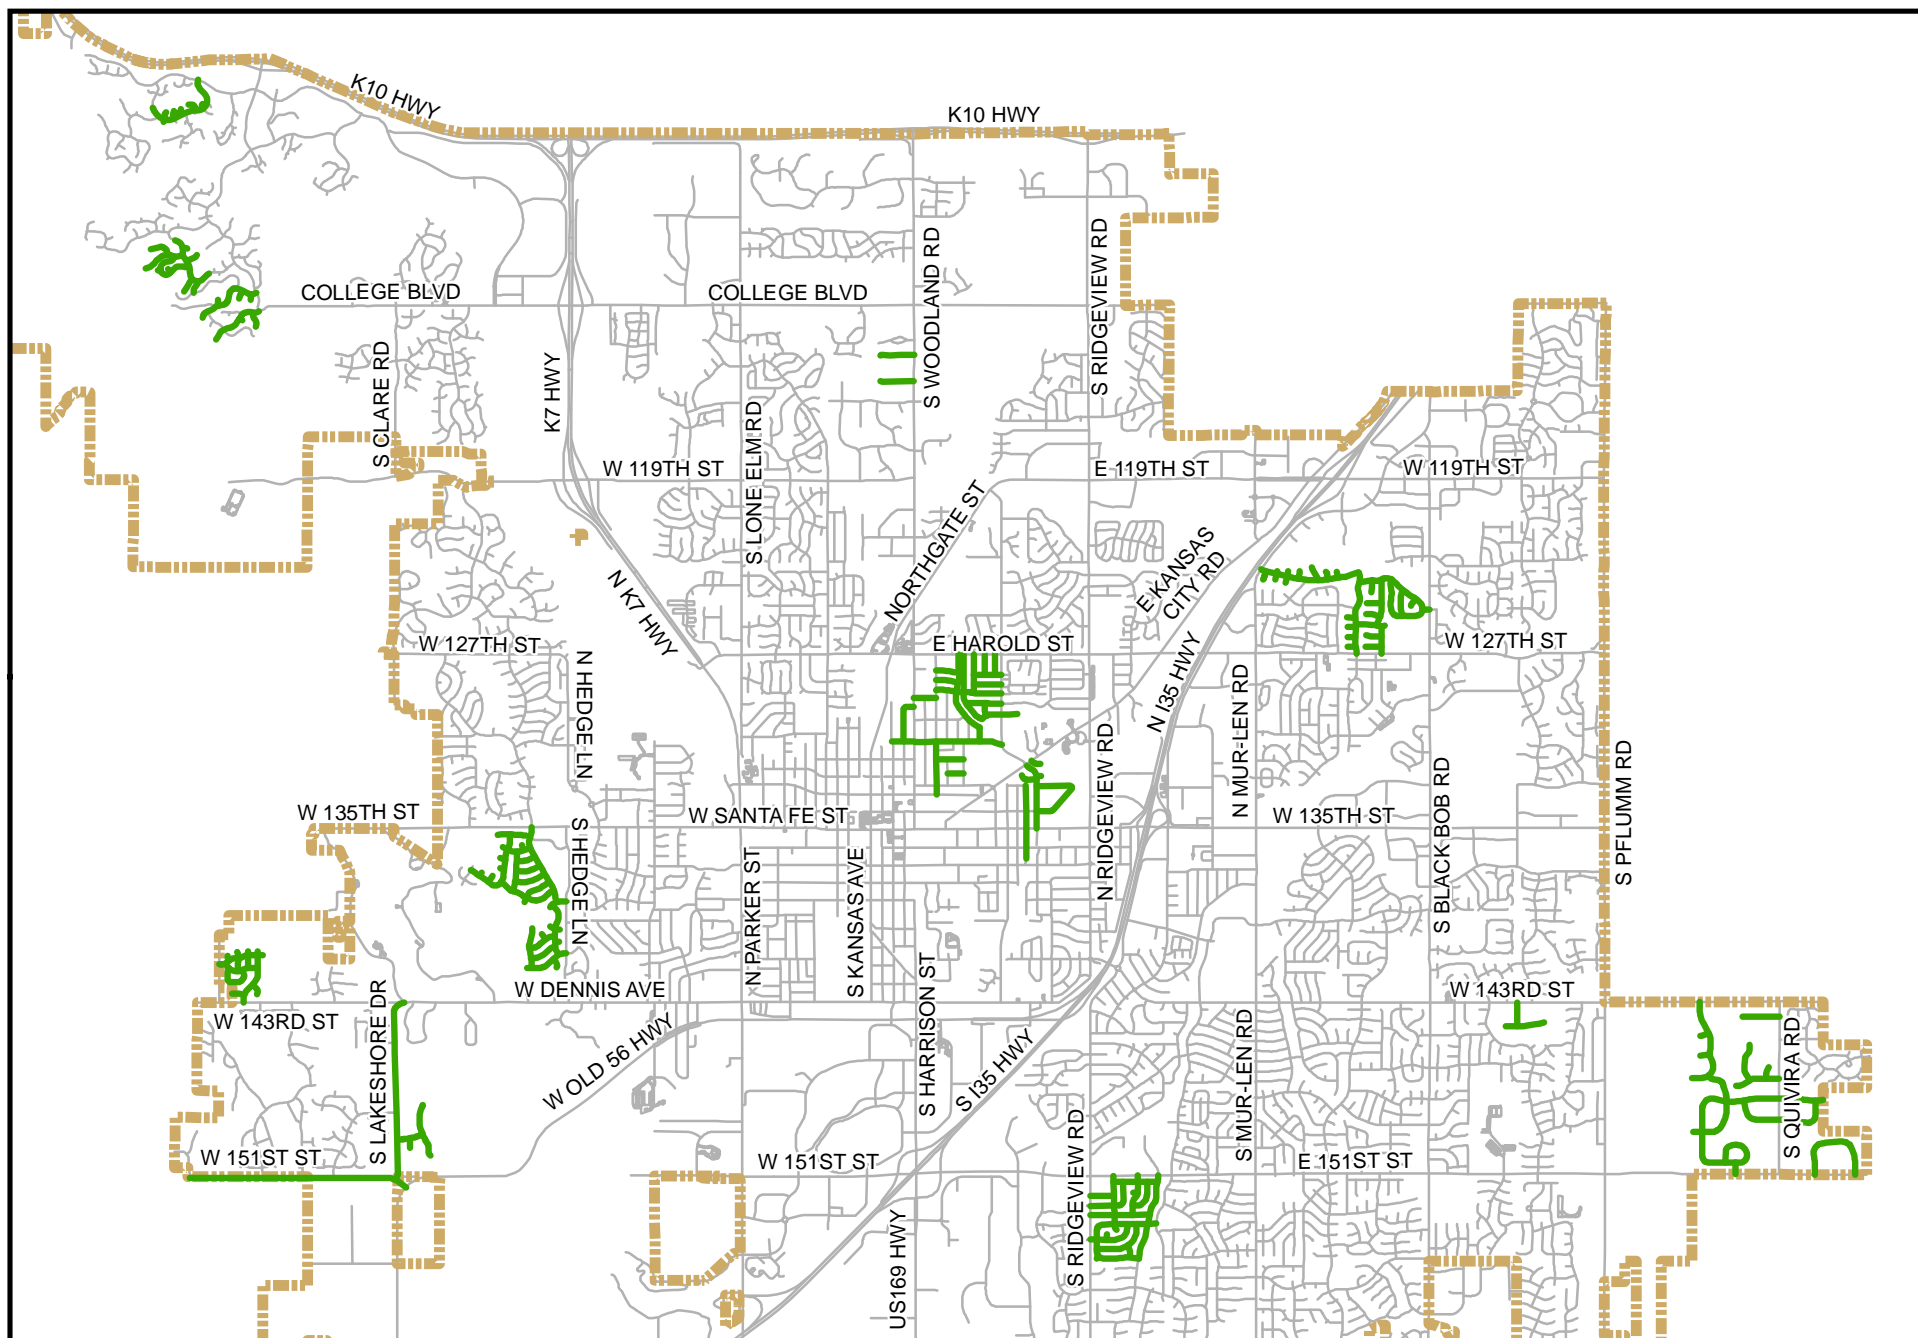 K10 HWY
K10 HWY
COLLEGE BLVD
COLLEGE BLVD
S WOODLAND RD
S RIDGEVIEW RD
S CLARE RD
K7 HWY
S LONE ELM RD
W 119TH ST
E 119TH ST
W 119TH ST
NORTHGATE ST
E KANSAS
CITY RD
N K7 HWY
W 127TH ST
E HAROLD ST
W 127TH ST
N HEDGE LN
N I35 HWY
N MUR-LEN RD
N RIDGEVIEW RD
S BLACK BOB RD
S PFLUMM RD
W 135TH ST
W SANTA FE ST
W 135TH ST
S HEDGE LN
N PARKER ST
S KANSAS AVE
S HARRISON ST
W DENNIS AVE
W 143RD ST
W 143RD ST
S LAKESHORE DR
W OLD 56 HWY
S I35 HWY
S MUR-LEN RD
S QUIVIRA RD
W 151ST ST
W 151ST ST
E 151ST ST
S RIDGEVIEW RD
US169 HWY